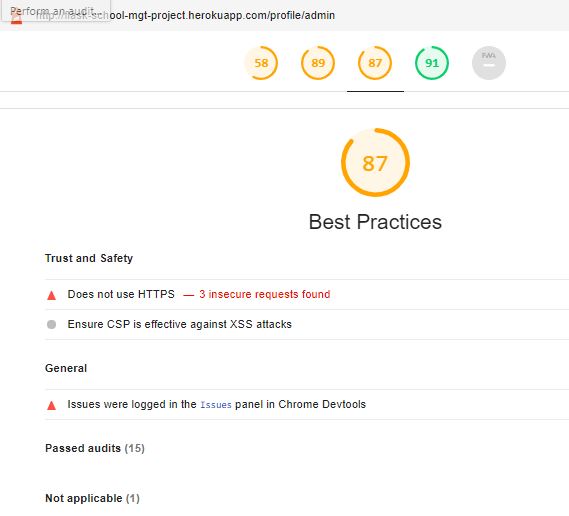 Perform an audit...
http://flask-school-mgt-project.herokuapp.com/profile/admin
58 89 87 91 PWA
87
Best Practices
Trust and Safety
Does not use HTTPS — 3 insecure requests found
Ensure CSP is effective against XSS attacks
General
Issues were logged in the Issues panel in Chrome Devtools
Passed audits (15)
Not applicable (1)